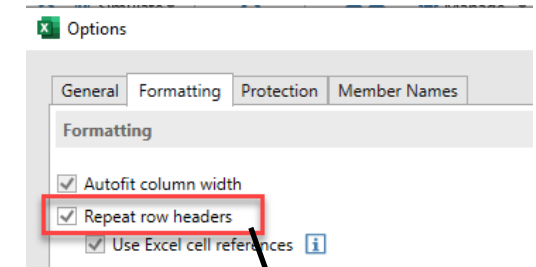 Options
General Formatting Protection Member Names
Formatting
Autofit column width
Repeat row headers
Use Excel cell references i